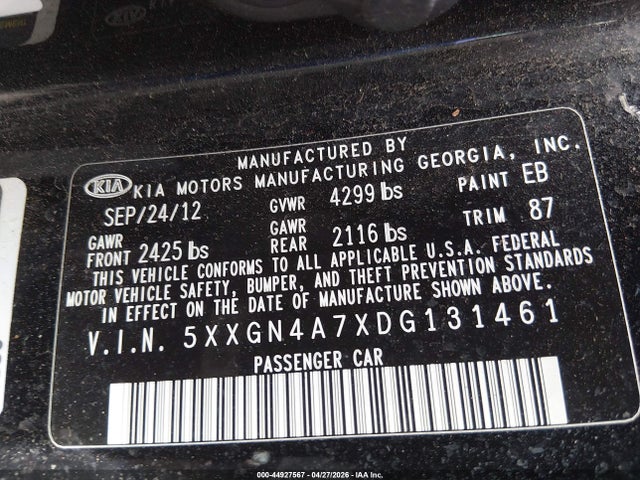 MANUFACTURED BY
KIA KIA MOTORS MANUFACTURING GEORGIA, INC.
SEP/24/12 GVWR 4299 lbs PAINT EB
GAWR FRONT 2425 lbs GAWR REAR 2116 lbs TRIM 87
THIS VEHICLE CONFORMS TO ALL APPLICABLE U.S.A. FEDERAL
MOTOR VEHICLE SAFETY, BUMPER, AND THEFT PREVENTION STANDARDS
IN EFFECT ON THE DATE OF MANUFACTURE SHOWN ABOVE.
V.I.N. 5XXGN4A7XDG131461
PASSENGER CAR
000-44927567 - 04/27/2026 - IAA Inc.